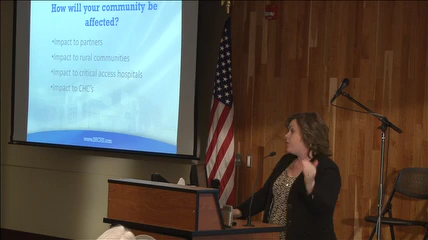 How will your community be
affected?
•Impact to partners
•Impact to rural communities
•Impact to critical access hospitals
•Impact to CHC's